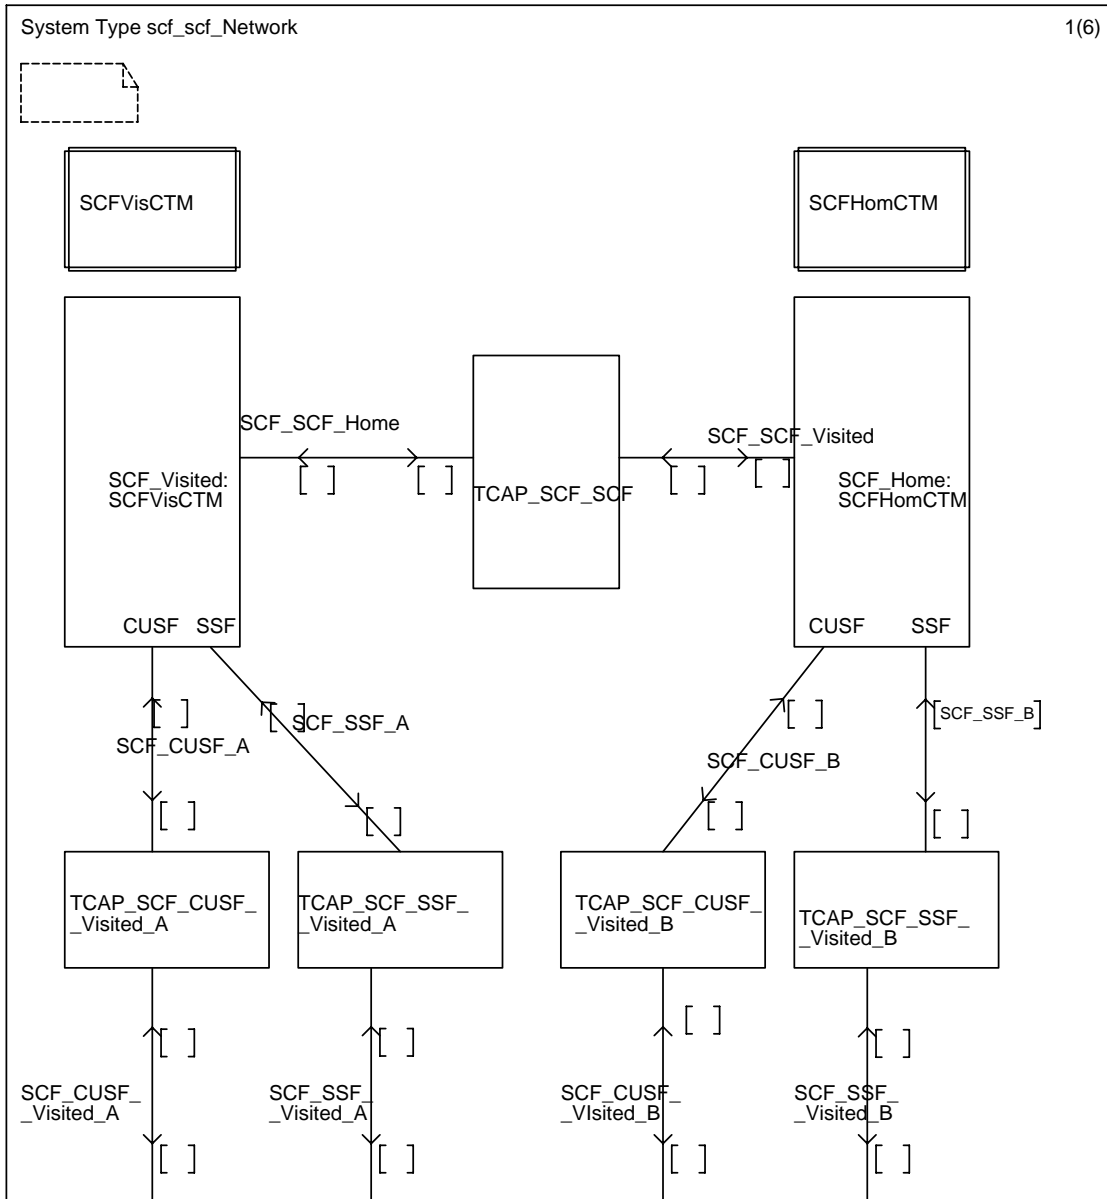 System Type scf_scf_Network
1(6)
SCFVisCTM
SCFHomCTM
SCF_SCF_Home
SCF_SCF_Visited
[ ]
[ ]
[ ]
[ ]
SCF_Visited:
SCFVisCTM
TCAP_SCF_SCF
SCF_Home:
SCFHomCTM
CUSF SSF
CUSF SSF
[ ]
[ ]
[ ]
[SCF_SSF_B]
SCF_CUSF_A
SCF_SSF_A
SCF_CUSF_B
[ ]
[ ]
[ ]
[ ]
TCAP_SCF_CUSF_
_Visited_A
TCAP_SCF_SSF_
_Visited_A
TCAP_SCF_CUSF_
_Visited_B
TCAP_SCF_SSF_
_Visited_B
[ ]
[ ]
[ ]
[ ]
SCF_CUSF_
_Visited_A
SCF_SSF_
_Visited_A
SCF_CUSF_
_VIsited_B
SCF_SSF_
_Visited_B
[ ]
[ ]
[ ]
[ ]